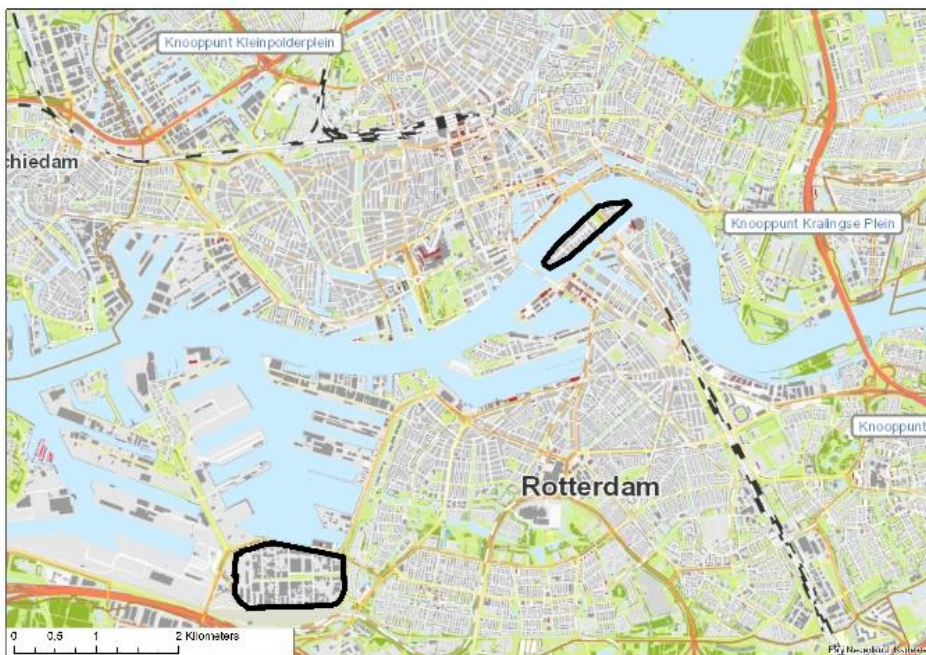 Knooppunt Kleinpolderplein
chiedam
Knooppunt Kralingse Plein
Knooppunt
Rotterdam
0 0,5 1 2 Kilometers